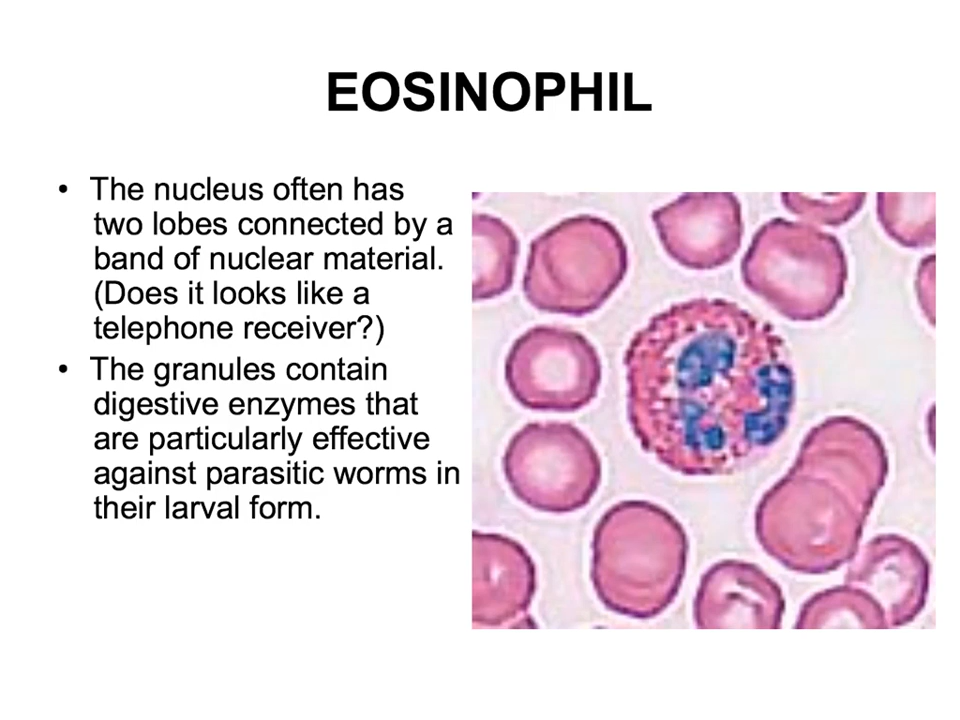 EOSINOPHIL
• The nucleus often has
two lobes connected by a
band of nuclear material.
(Does it looks like a
telephone receiver?)
• The granules contain
digestive enzymes that
are particularly effective
against parasitic worms in
their larval form.